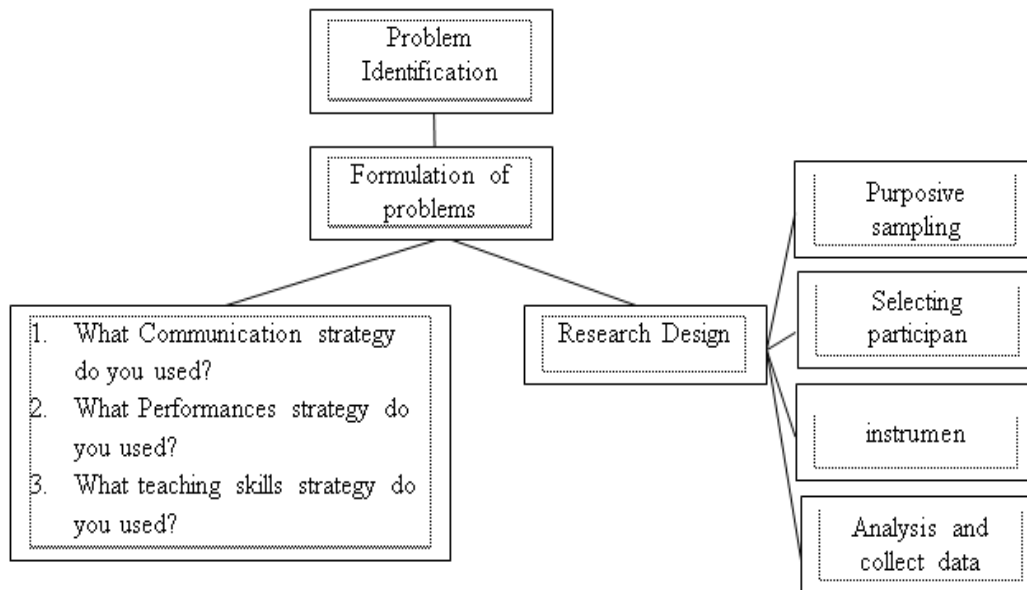 Problem
Identification
Formulation of
problems
1. What Communication strategy
do you used?
2. What Performances strategy do
you used?
3. What teaching skills strategy do
you used?
Research Design
Purposive
sampling
Selecting
participan
instrumen
Analysis and
collect data